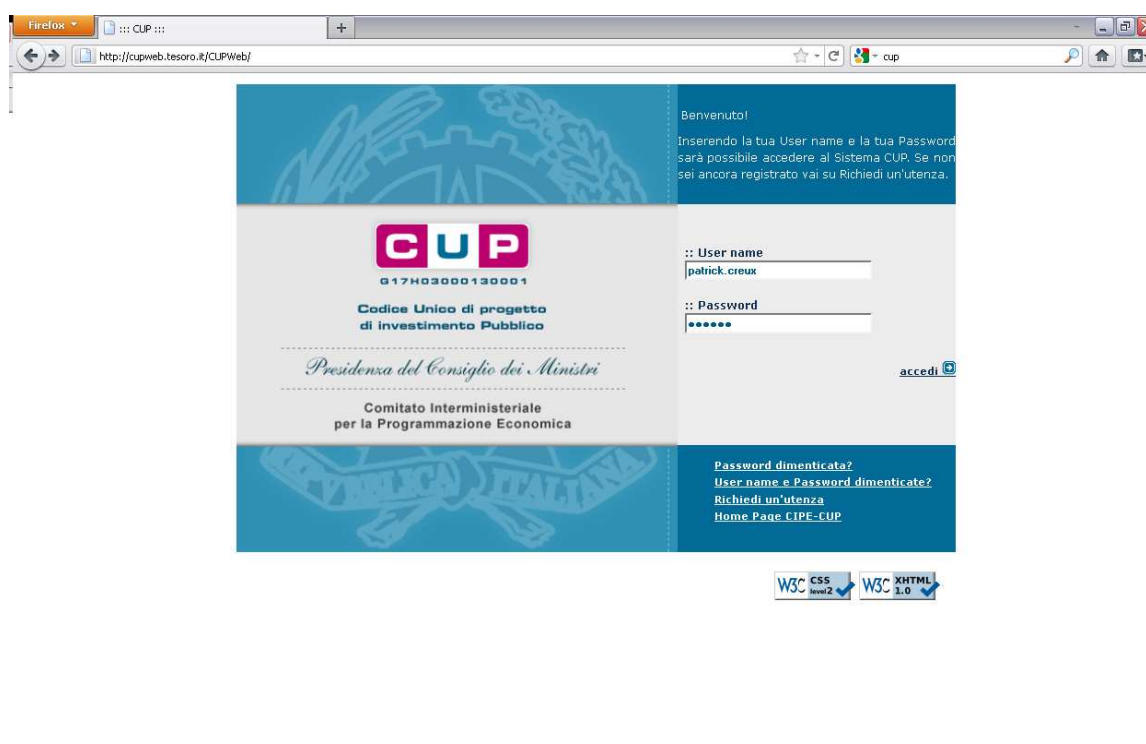 Firefox
::: CUP :::
http://cupweb.tesoro.it/CUPWeb/
cup
Benvenuto!
Inserendo la tua User name e la tua Password
sarà possibile accedere al Sistema CUP. Se non
sei ancora registrato vai su Richiedi un'utenza.
CUP
G17H03000130001
Codice Unico di progetto
di investimento Pubblico
Presidenza del Consiglio dei Ministri
Comitato Interministeriale
per la Programmazione Economica
:: User name
patrick.creux
:: Password
accedi
PVBBLICA ITALIANA
Password dimenticata?
User name e Password dimenticate?
Richiedi un'utenza
Home Page CIPE-CUP
W3C CSS level2
W3C XHTML 1.0